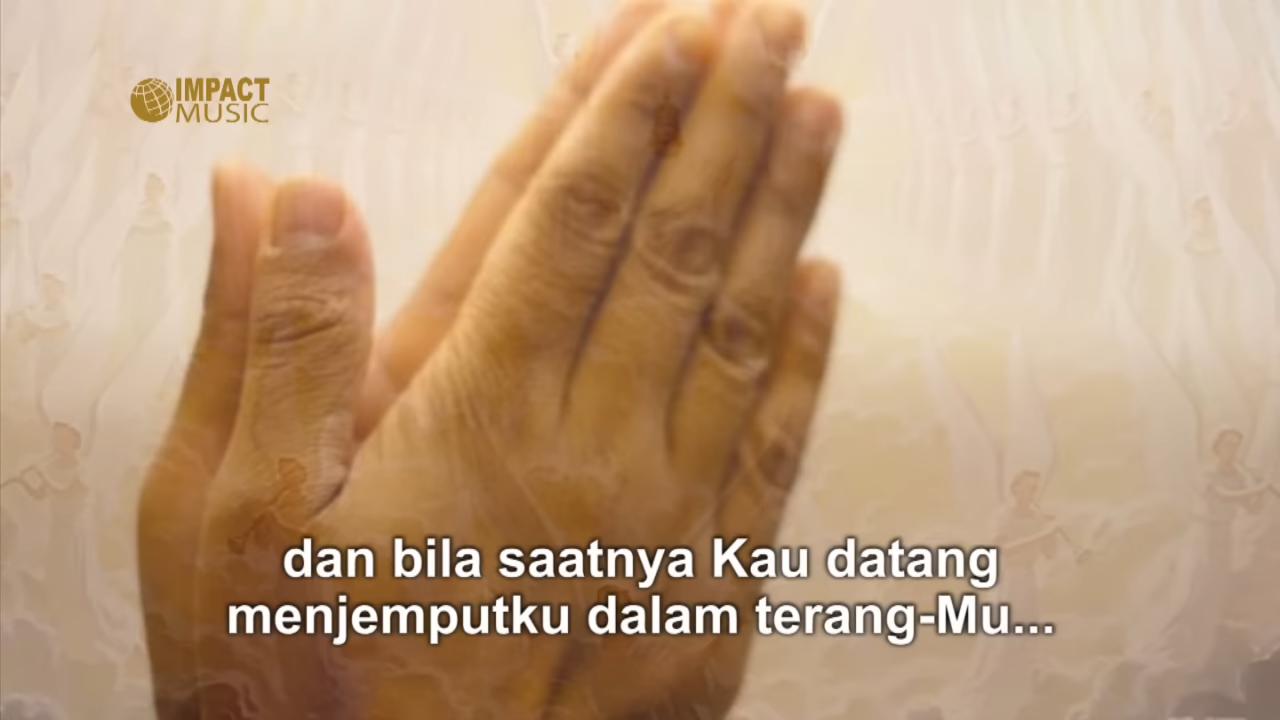 IMPACT
MUSIC
dan bila saatnya Kau datang
menjemputku dalam terang-Mu...